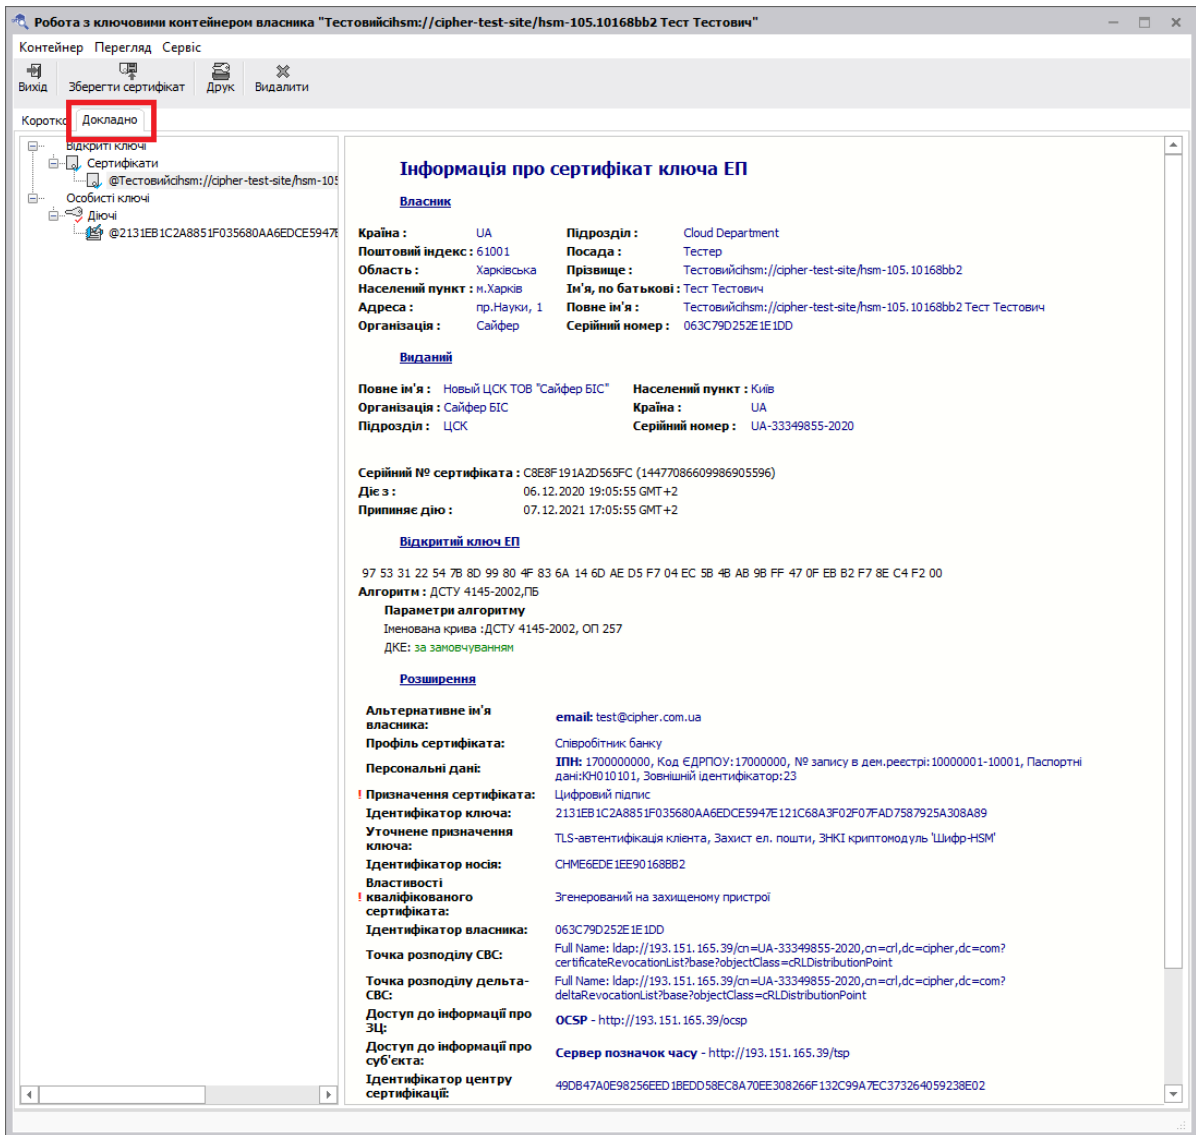 Робота з ключовими контейнером власника "Тестовийcihsm://cipher-test-site/hsm-105.10168bb2 Тест Тестович"
Контейнер Перегляд Сервіс
Вихід Зберегти сертифікат Друк Видалити
Коротко Докладно
Відкриті ключі
Сертифікати
@Тестовийcihsm://cipher-test-site/hsm-105
Особисті ключі
Діючі
@2131EB1C2A8851F035680AA6EDCE5947E
Інформація про сертифікат ключа ЕП
Власник
Країна : UA Підрозділ : Cloud Department
Поштовий індекс : 61001 Посада : Тестер
Область : Харківська Прізвище : Тестовийcihsm://cipher-test-site/hsm-105.10168bb2
Населений пункт : м.Харків Ім'я, по батькові : Тест Тестович
Адреса : пр.Науки, 1 Повне ім'я : Тестовийcihsm://cipher-test-site/hsm-105.10168bb2 Тест Тестович
Організація : Сайфер Серійний номер : 063C79D252E1E1DD
Виданий
Повне ім'я : Новый ЦСК ТОВ "Сайфер БІС" Населений пункт : Київ
Організація : Сайфер БІС Країна : UA
Підрозділ : ЦСК Серійний номер : UA-33349855-2020
Серійний № сертифіката : C8E8F191A2D565FC (14477086609986905596)
Діє з : 06.12.2020 19:05:55 GMT+2
Припиняє дію : 07.12.2021 17:05:55 GMT+2
Відкритий ключ ЕП
97 53 31 22 54 7B 8D 99 80 4F 83 6A 14 6D AE D5 F7 04 EC 5B 4B AB 9B FF 47 0F EB B2 F7 8E C4 F2 00
Алгоритм : ДСТУ 4145-2002,ПБ
Параметри алгоритму
Іменована крива :ДСТУ 4145-2002, ОП 257
ДКЕ: за замовчуванням
Розширення
Альтернативне ім'я
власника: email: test@cipher.com.ua
Профіль сертифіката: Співробітник банку
Персональні дані: ІПН: 1700000000, Код ЄДРПОУ:17000000, № запису в дем.реєстрі:10000001-10001, Паспортні
дані:КН010101, Зовнішній ідентифікатор:23
! Призначення сертифіката: Цифровий підпис
Ідентифікатор ключа: 2131EB1C2A8851F035680AA6EDCE5947E121C68A3F02F07FAD7587925A308A89
Уточнене призначення
ключа: TLS-автентифікація клієнта, Захист ел. пошти, ЗНКІ криптомодуль 'Шифр-HSM'
Ідентифікатор носія: CHME6EDE1EE90168BB2
Властивості
! кваліфікованого
сертифіката: Згенерований на захищеному пристрої
Ідентифікатор власника: 063C79D252E1E1DD
Точка розподілу СВС: Full Name: ldap://193.151.165.39/cn=UA-33349855-2020,cn=crl,dc=cipher,dc=com?
certificateRevocationList?base?objectClass=cRLDistributionPoint
Точка розподілу дельта-
СВС: Full Name: ldap://193.151.165.39/cn=UA-33349855-2020,cn=crl,dc=cipher,dc=com?
deltaRevocationList?base?objectClass=cRLDistributionPoint
Доступ до інформації про
ЗЦ: OCSP - http://193.151.165.39/ocsp
Доступ до інформації про
суб'єкта: Сервер позначок часу - http://193.151.165.39/tsp
Ідентифікатор центру
сертифікації: 49DB47A0E98256EED1BEDD58EC8A70EE308266F132C99A7EC373264059238E02